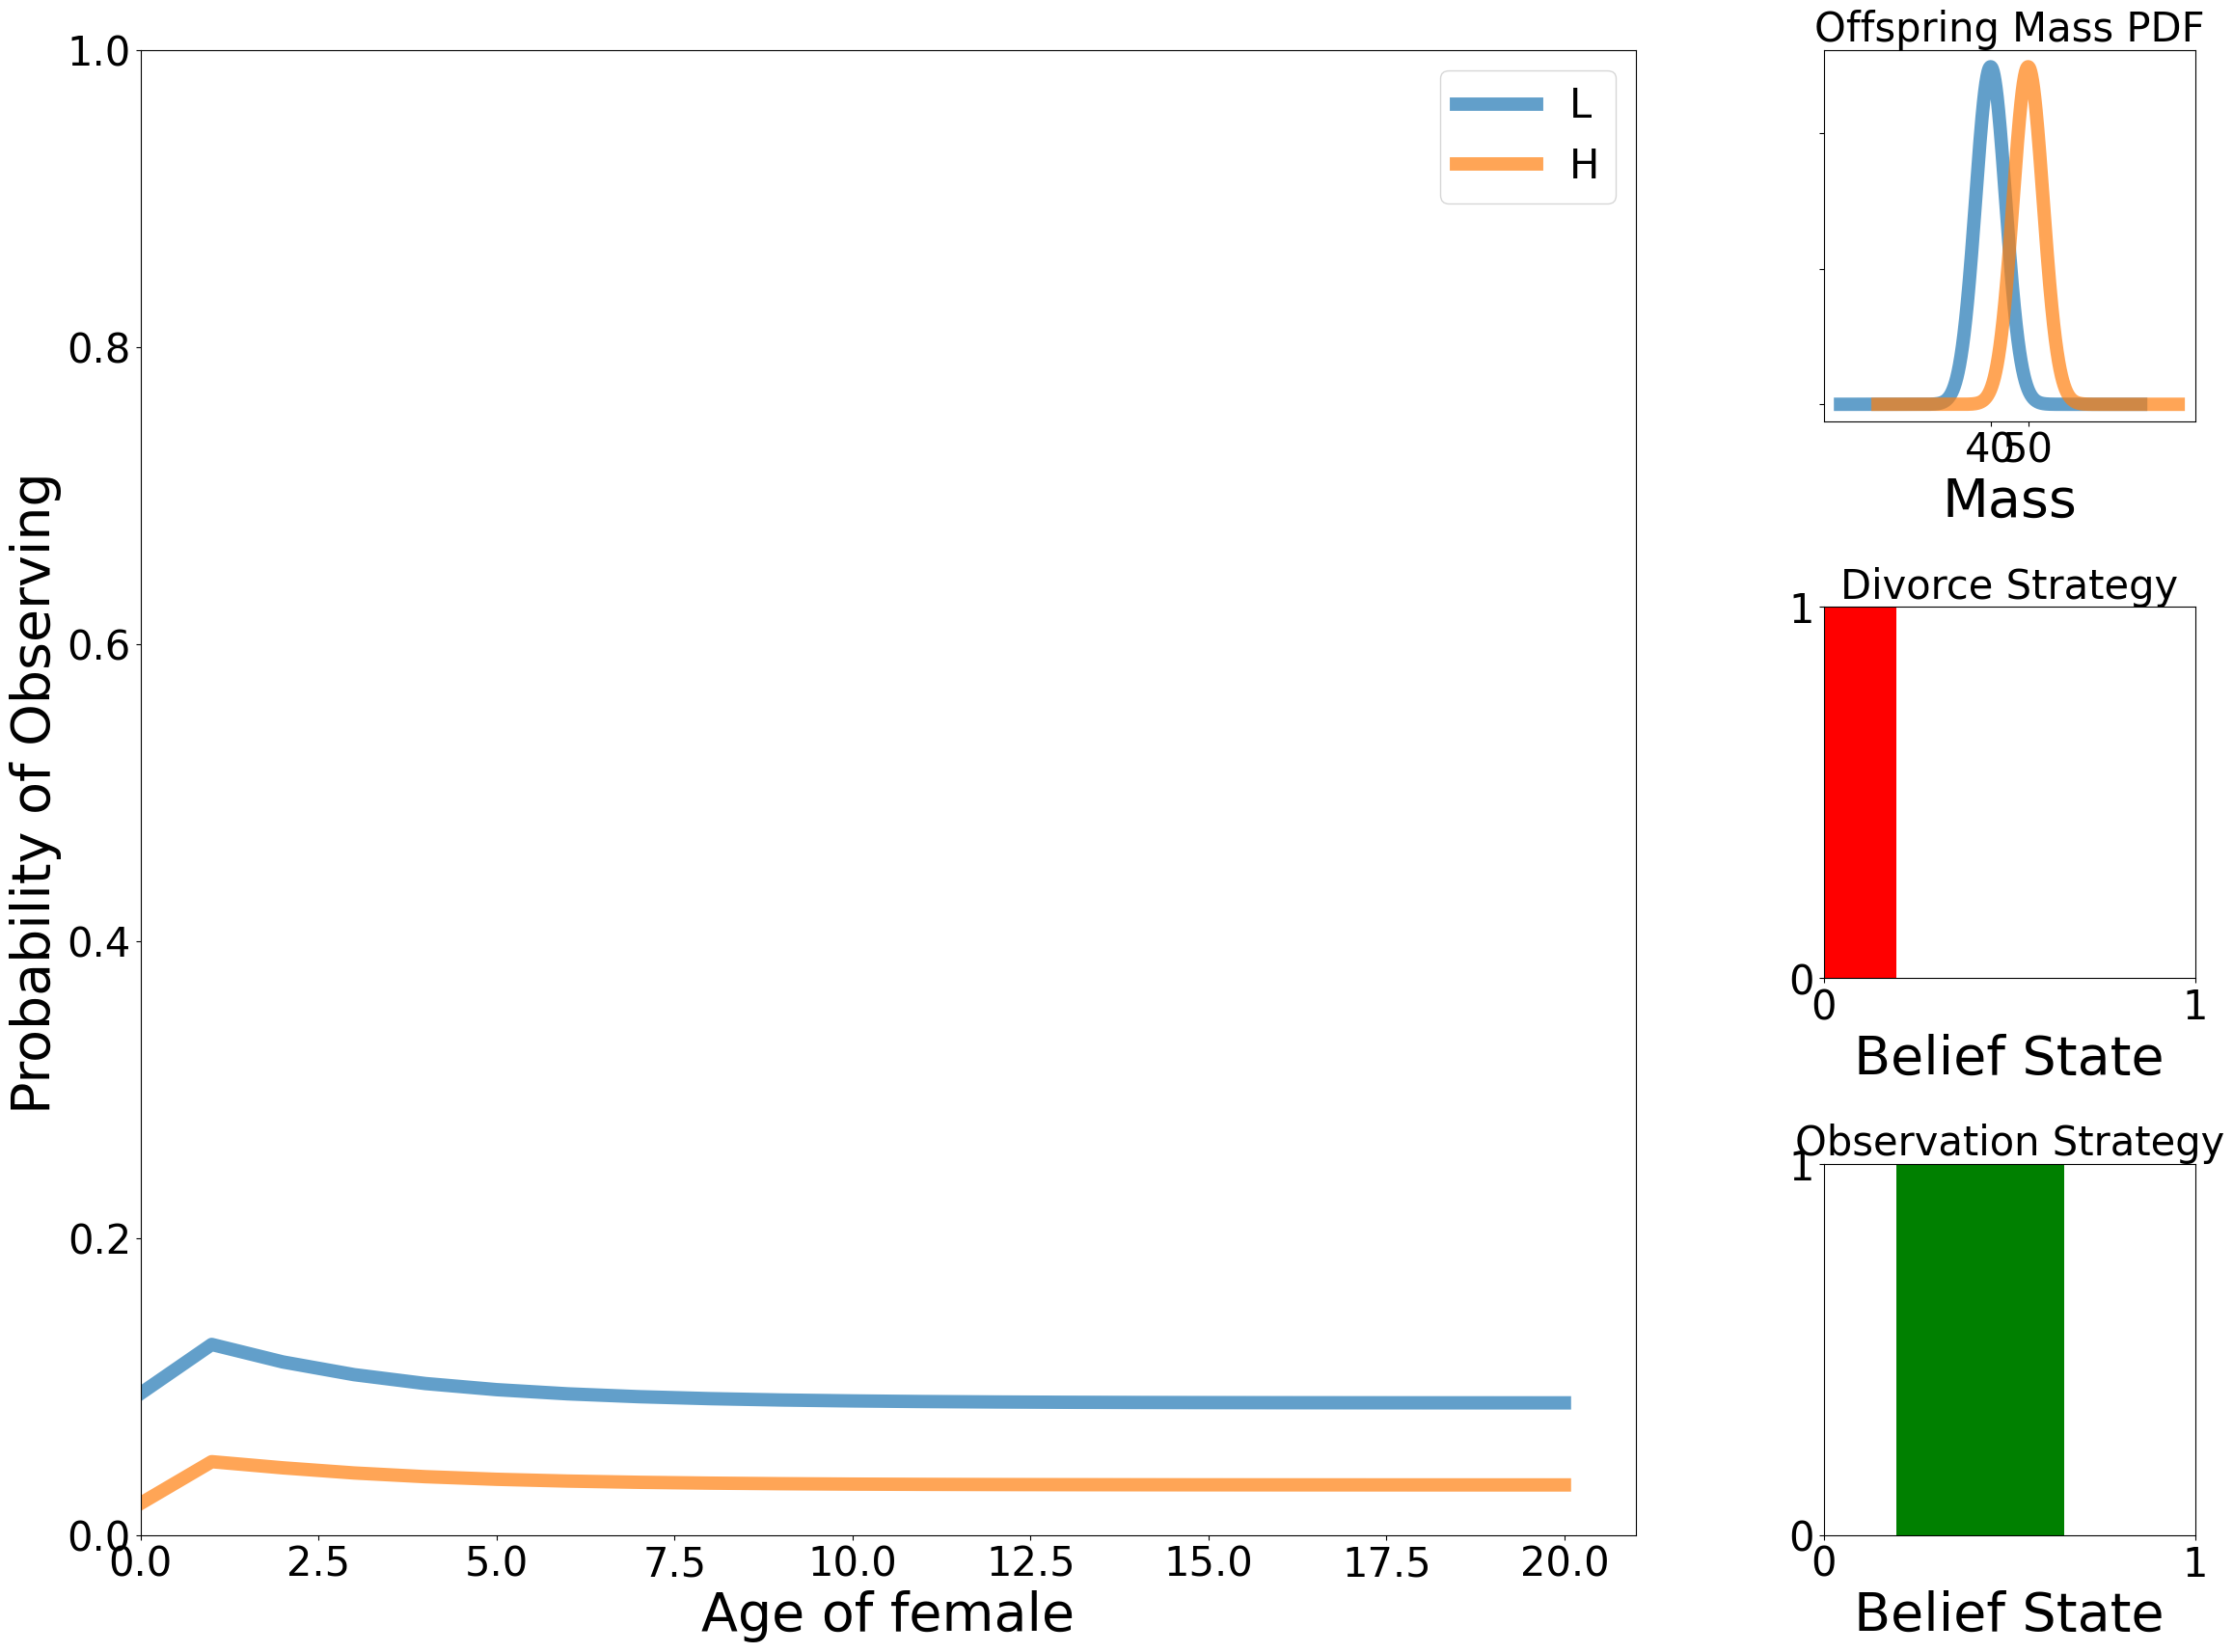 1.0
0.8
0.6
0.4
0.2
0.0
Probability of Observing
L
H
0.0 2.5 5.0 7.5 10.0 12.5 15.0 17.5 20.0
Age of female
Offspring Mass PDF
40 50
Mass
Divorce Strategy
1
0
0 1
Belief State
Observation Strategy
1
0
0 1
Belief State